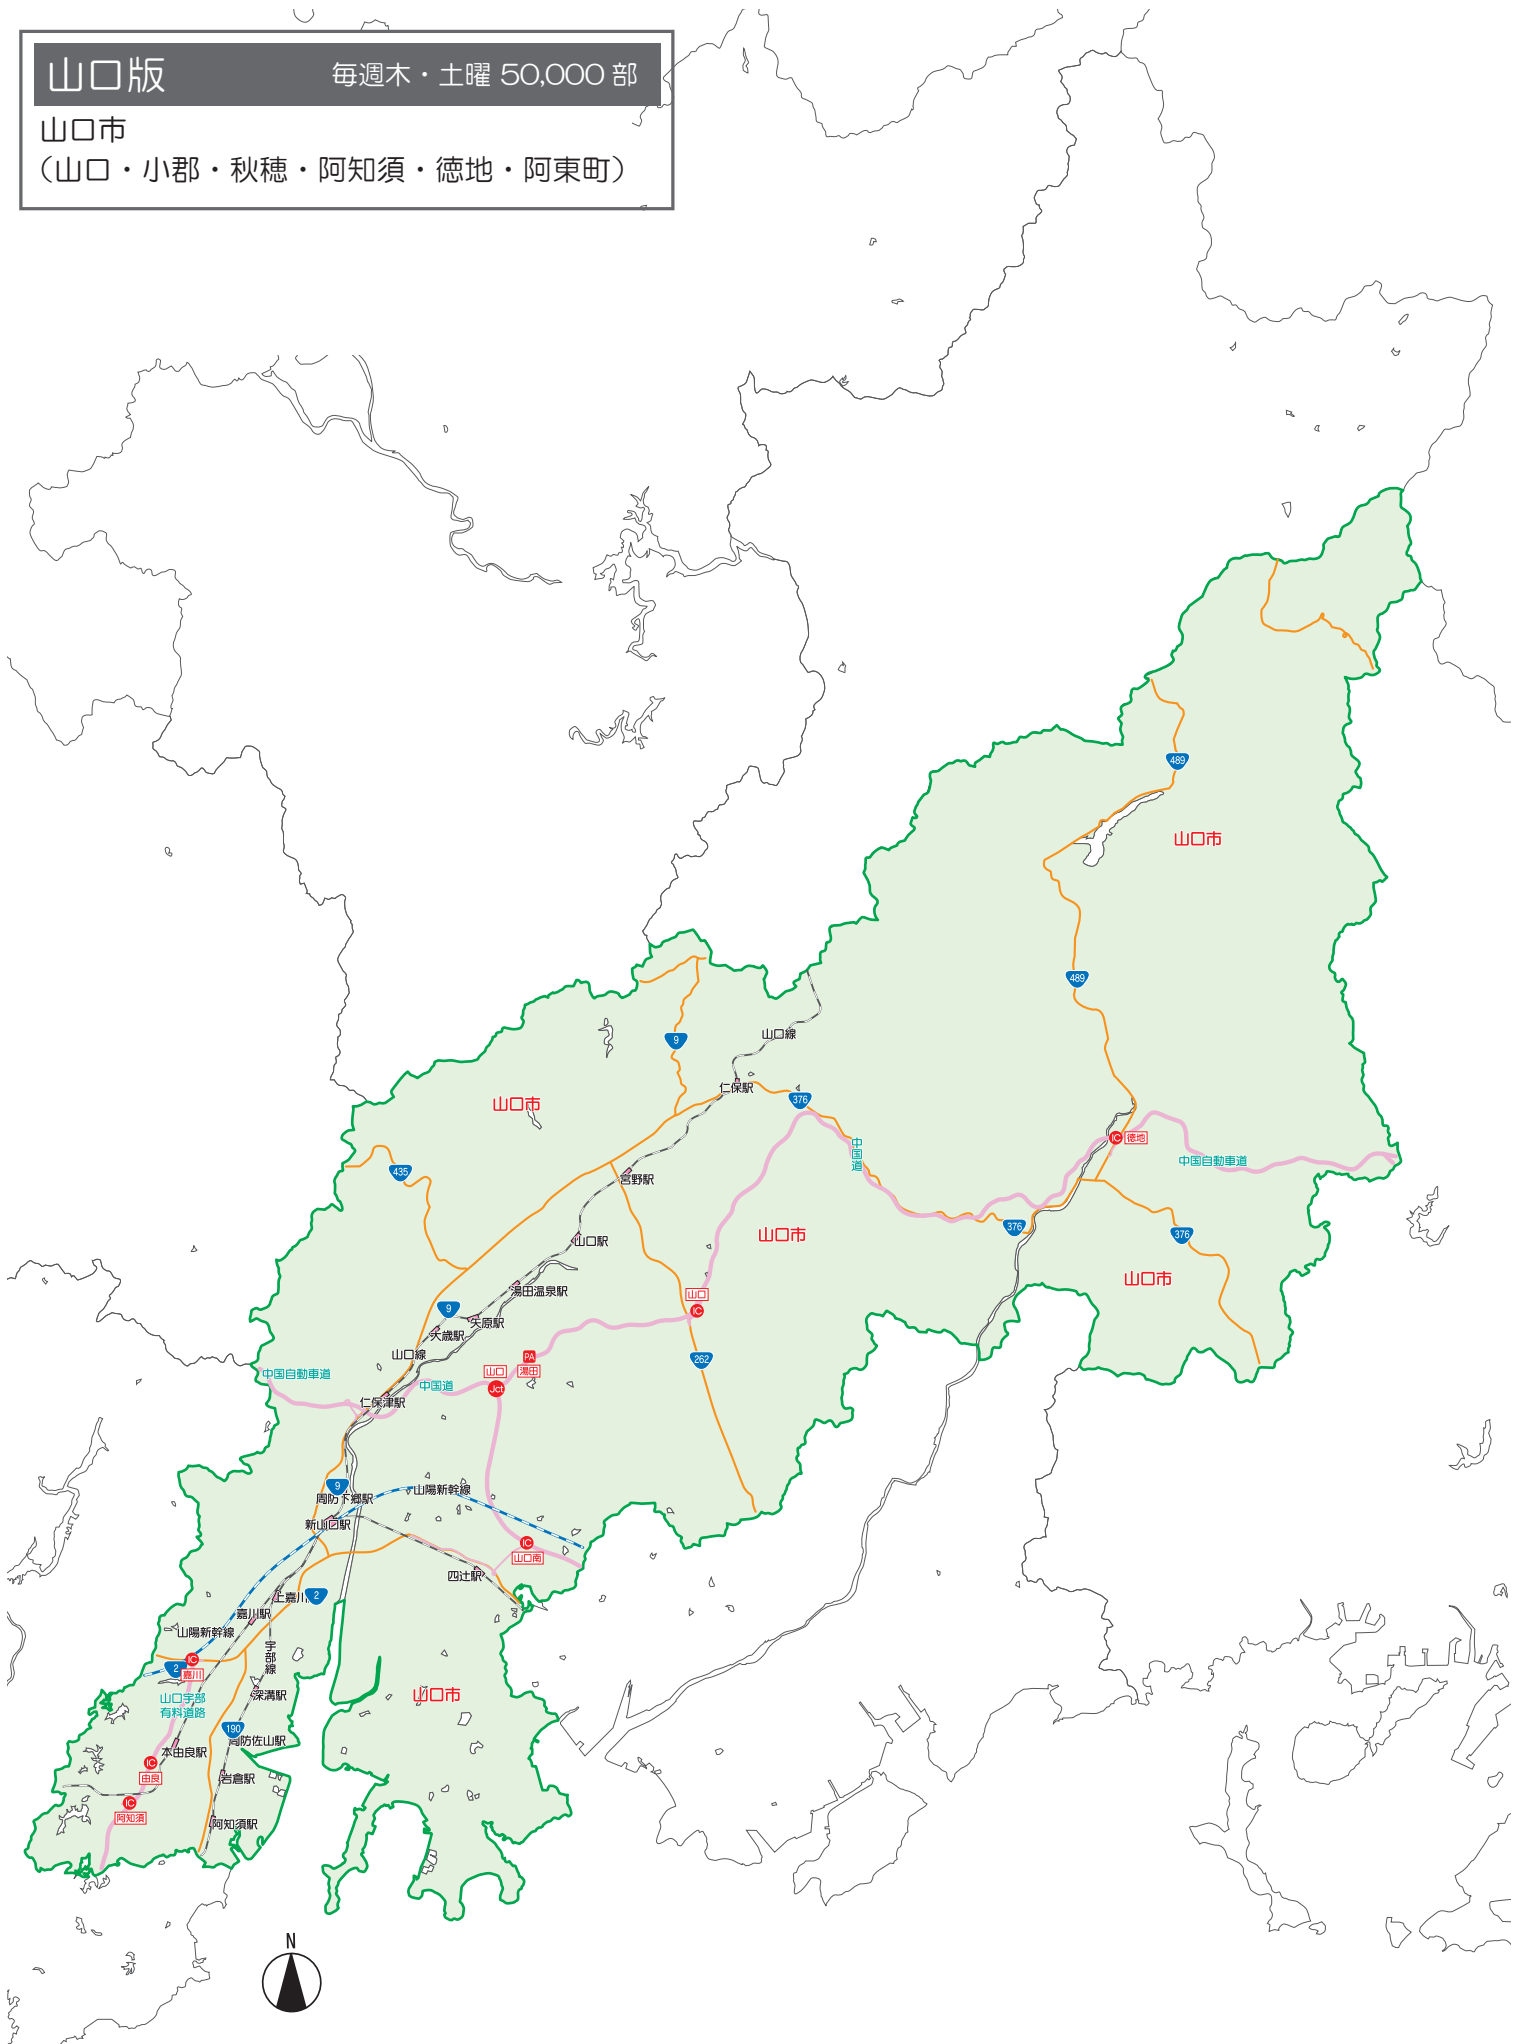 山口版 毎週木・土曜 50,000 部
山口市
（山口・小郡・秋穂・阿知須・徳地・阿東町）
489
山口市
489
9
山口線
仁保駅
376
山口市
中国道
IC 徳地
中国自動車道
435
宮野駅
376
376
山口市
山口駅
山口市
湯田温泉駅
山口
IC
9
矢原駅
大歳駅
山口線
PA
湯田
262
中国自動車道
中国道
山口
Jct
仁保津駅
9
周防下郷駅
山陽新幹線
新山口駅
IC
山口南
四辻駅
上嘉川
2
嘉川駅
山陽新幹線
宇部線
IC
2
嘉川
深溝駅
山口市
山口宇部
有料道路
190
周防佐山駅
本由良駅
IC
由良
岩倉駅
IC
阿知須
阿知須駅
N